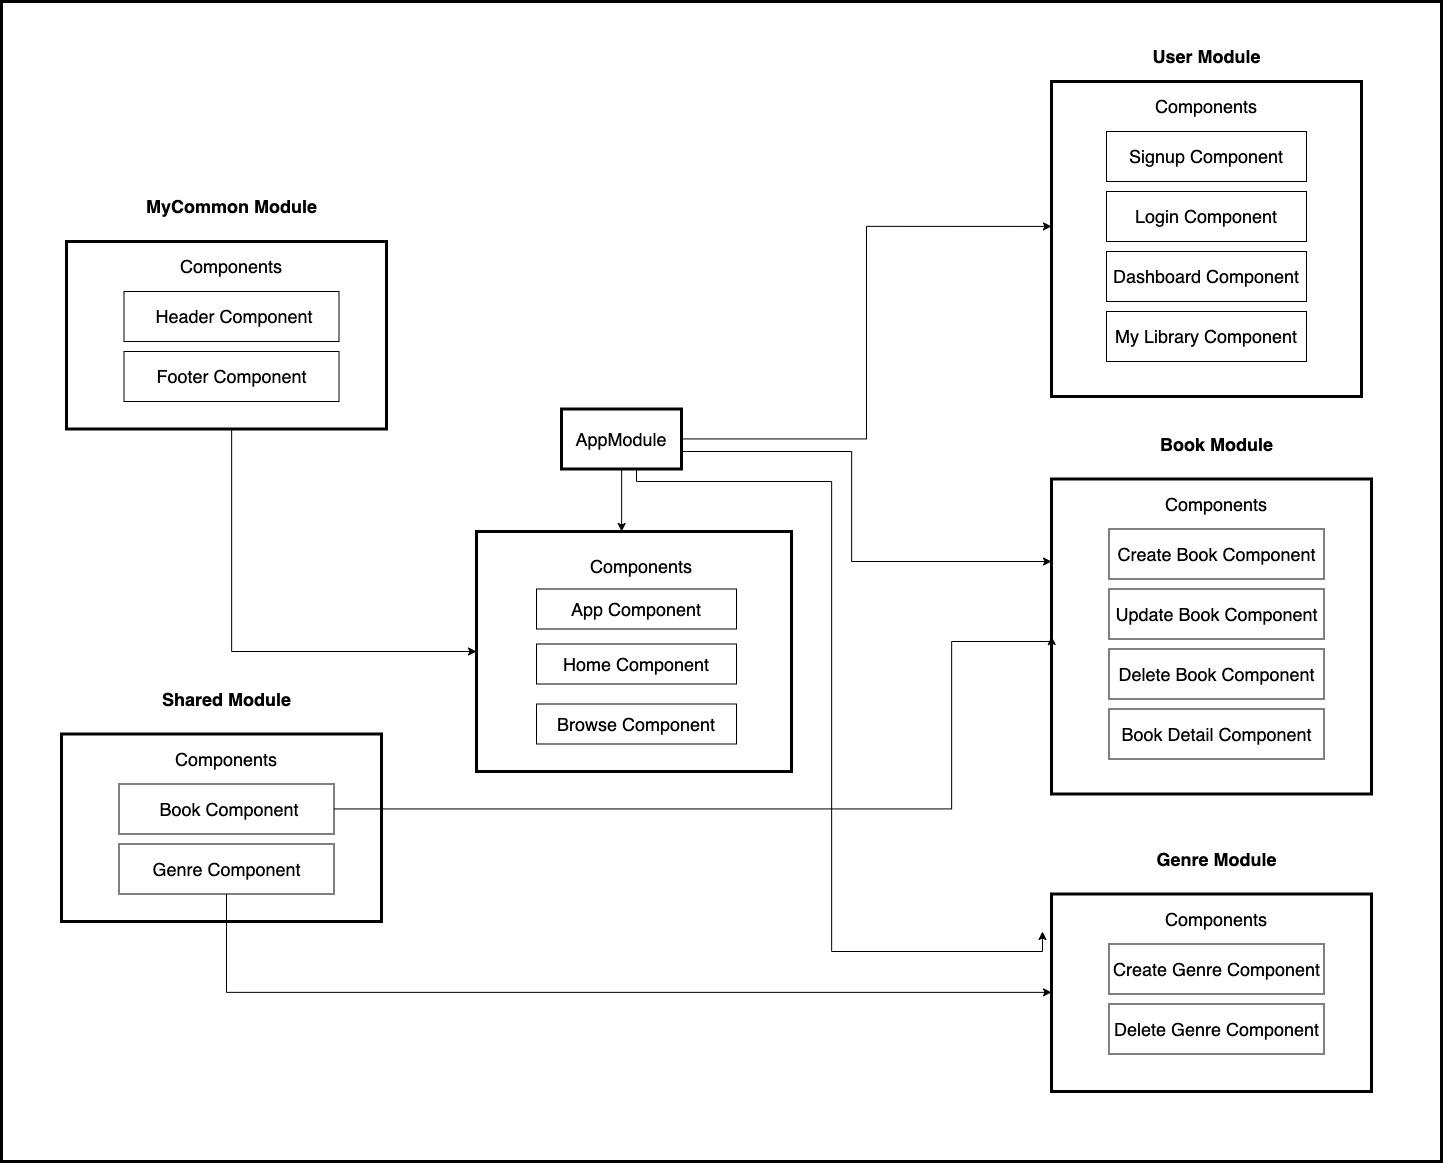 User Module
Components
Signup Component
Login Component
Dashboard Component
My Library Component
MyCommon Module
Components
Header Component
Footer Component
AppModule
Components
App Component
Home Component
Browse Component
Book Module
Components
Create Book Component
Update Book Component
Delete Book Component
Book Detail Component
Shared Module
Components
Book Component
Genre Component
Genre Module
Components
Create Genre Component
Delete Genre Component